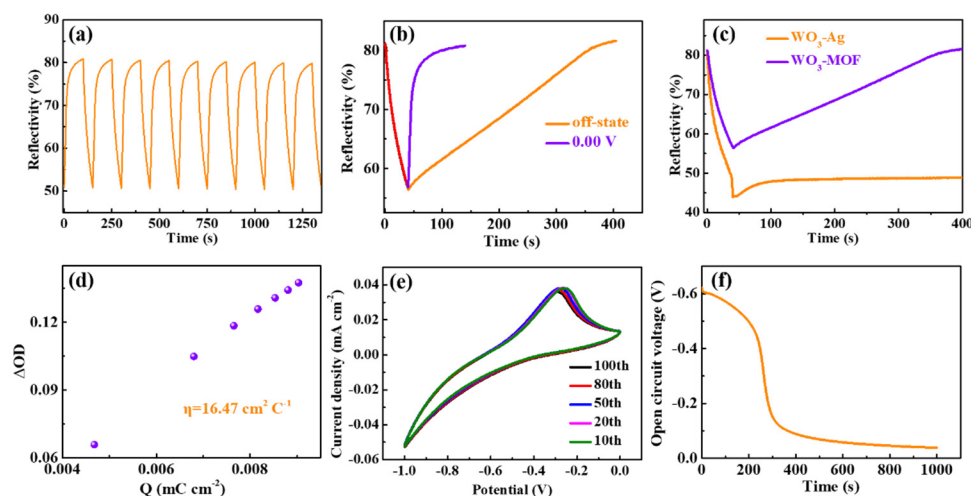 (a)
90
80
70
60
50
Reflectivity (%)
0 250 500 750 1000 1250
Time (s)
(b)
80
70
60
Reflectivity (%)
off-state
0.00 V
0 100 200 300 400 500
Time (s)
(c)
WO3-Ag
WO3-MOF
90
80
70
60
50
40
Reflectivity (%)
0 100 200 300 400
Time (s)
(d)
0.12
0.09
0.06
ΔOD
η=16.47 cm² C⁻¹
0.004 0.006 0.008
Q (mC cm⁻²)
(e)
0.04
0.02
0.00
-0.02
-0.04
-0.06
Current density (mA cm⁻²)
100th
80th
50th
20th
10th
-1.0 -0.8 -0.6 -0.4 -0.2 0.0
Potential (V)
(f)
-0.6
-0.4
-0.2
0.0
Open circuit voltage (V)
0 200 400 600 800 1000
Time (s)